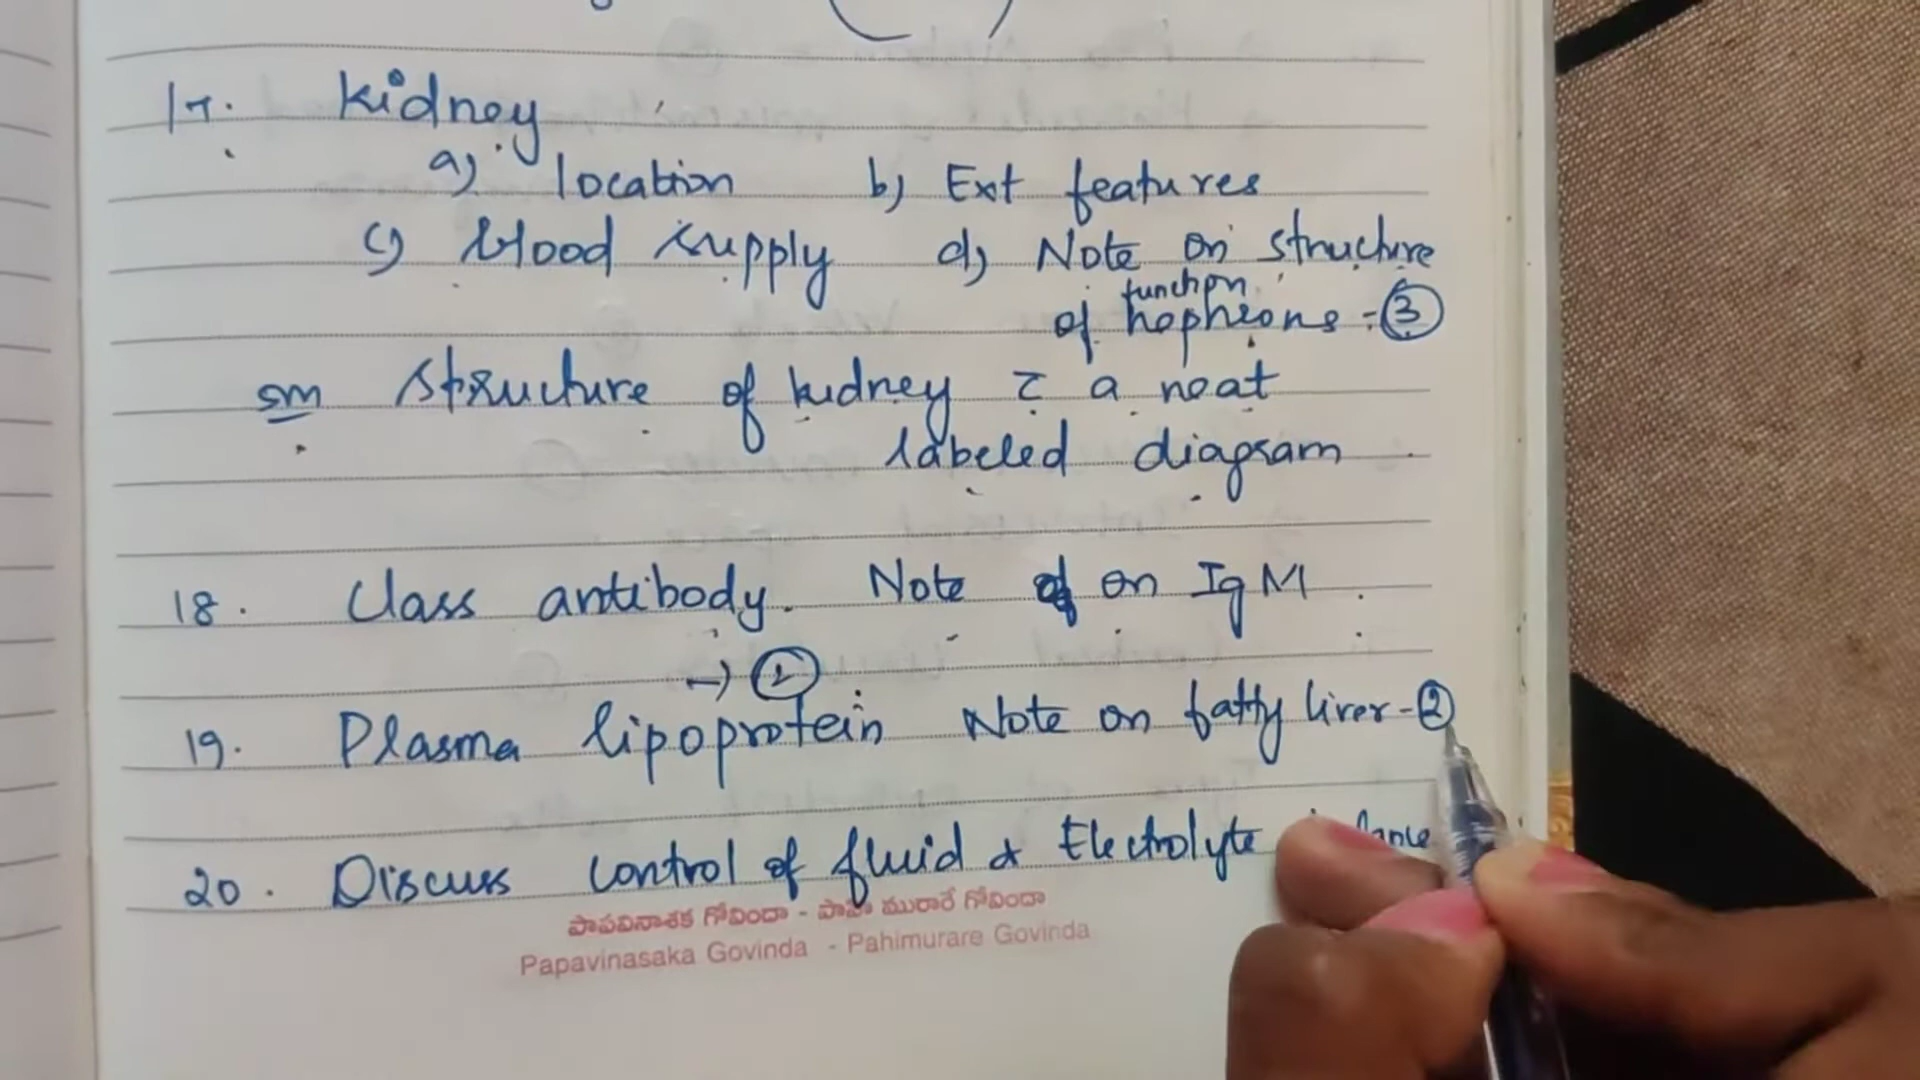 17. Kidney
a) location b) Ext features
c) blood supply d) Note on structure
function
of nephrons - ③
5m structure of kidney c̄ a neat
labeled diagram
18. Class antibody. Note on IgM
→ ②
19. Plasma lipoprotein Note on fatty liver - ②
20. Discuss control of fluid & Electrolyte
పాపవినాశక గోవిందా - పాహి మురారే గోవిందా
Papavinasaka Govinda - Pahimurare Govinda